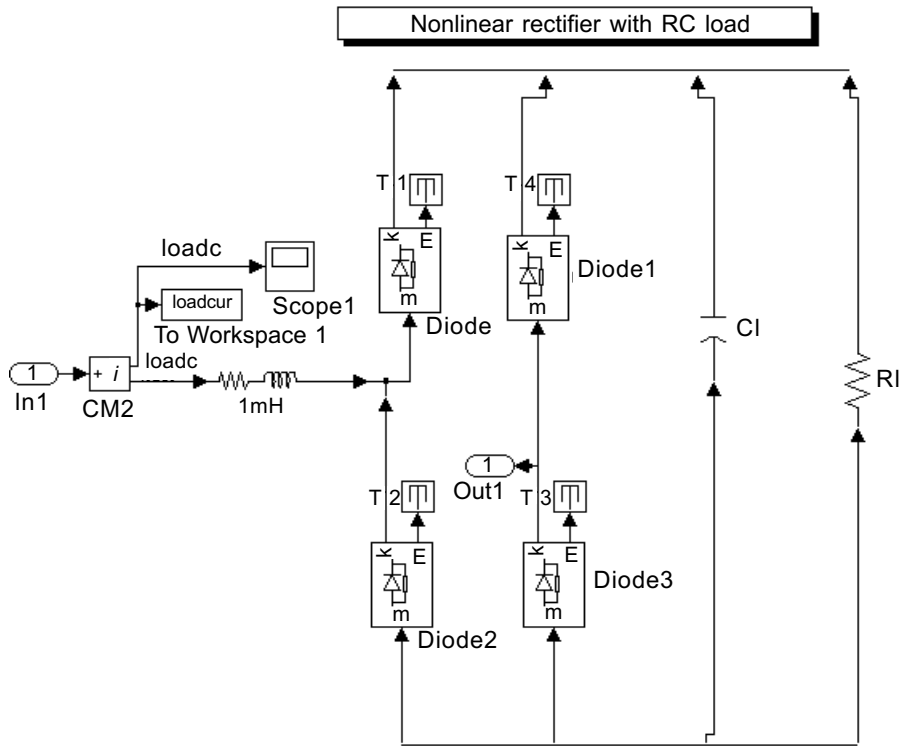 Nonlinear rectifier with RC load
T 1
T 4
k
E
k
E
m
m
Diode
Diode1
loadc
Scope1
loadcur
To Workspace 1
loadc
1
In1
+ i
CM2
1mH
Cl
Rl
1
Out1
T 2
T 3
k
E
k
E
m
m
Diode2
Diode3